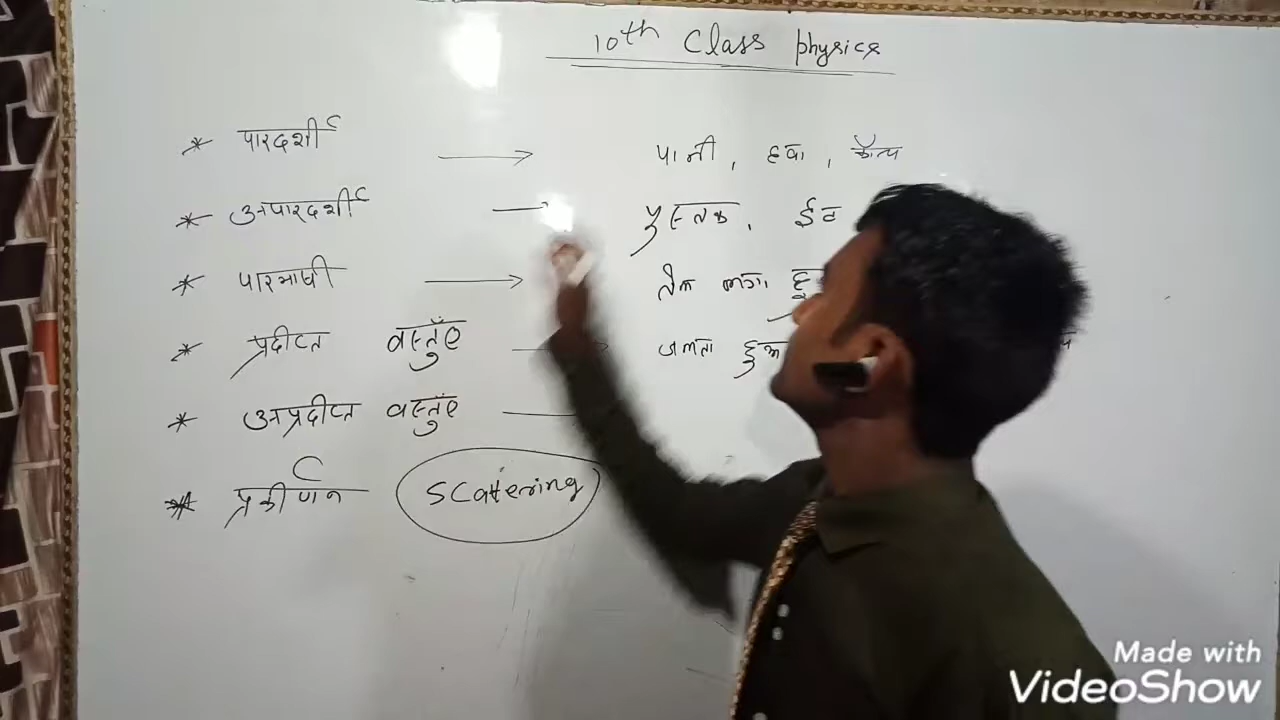 10th Class physics
* पारदर्शी → पानी, हवा, काँच
* अपारदर्शी → पुस्तक, ईट
* पारभाषी → तेल लगा
* प्रदीप्त वस्तुएँ → जलता हुआ
* अप्रदीप्त वस्तुएँ
* प्रकीर्णन Scattering
Made with
VideoShow